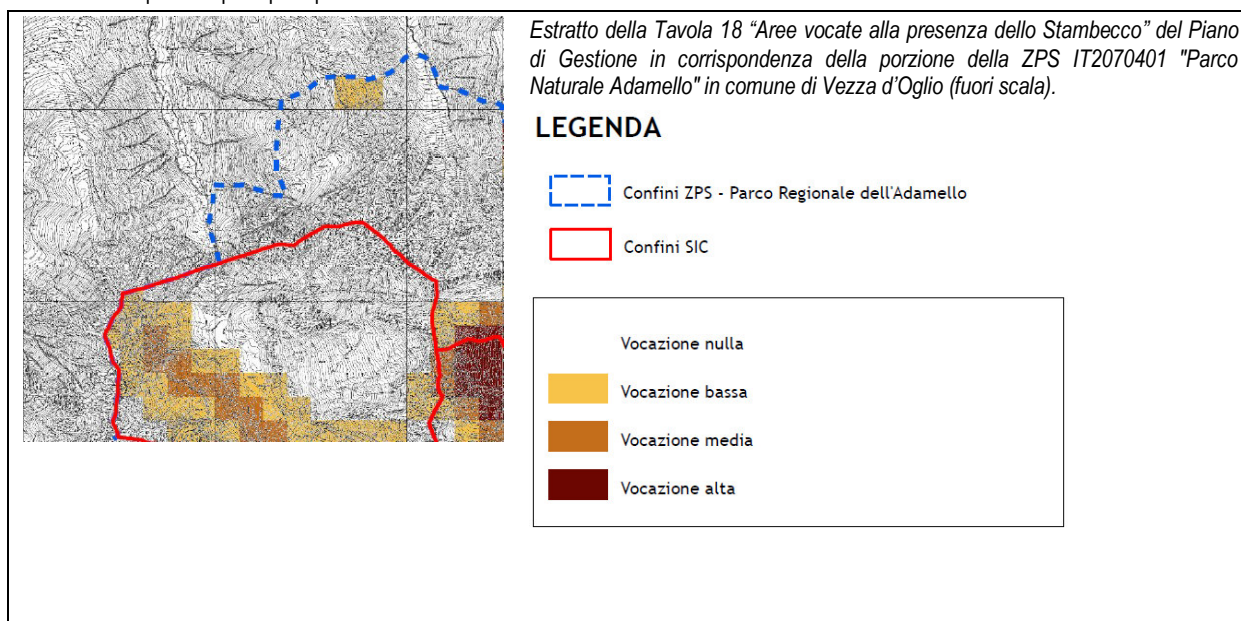 Estratto della Tavola 18 “Aree vocate alla presenza dello Stambecco” del Piano
di Gestione in corrispondenza della porzione della ZPS IT2070401 "Parco
Naturale Adamello" in comune di Vezza d’Oglio (fuori scala).
LEGENDA
Confini ZPS - Parco Regionale dell'Adamello
Confini SIC
Vocazione nulla
Vocazione bassa
Vocazione media
Vocazione alta